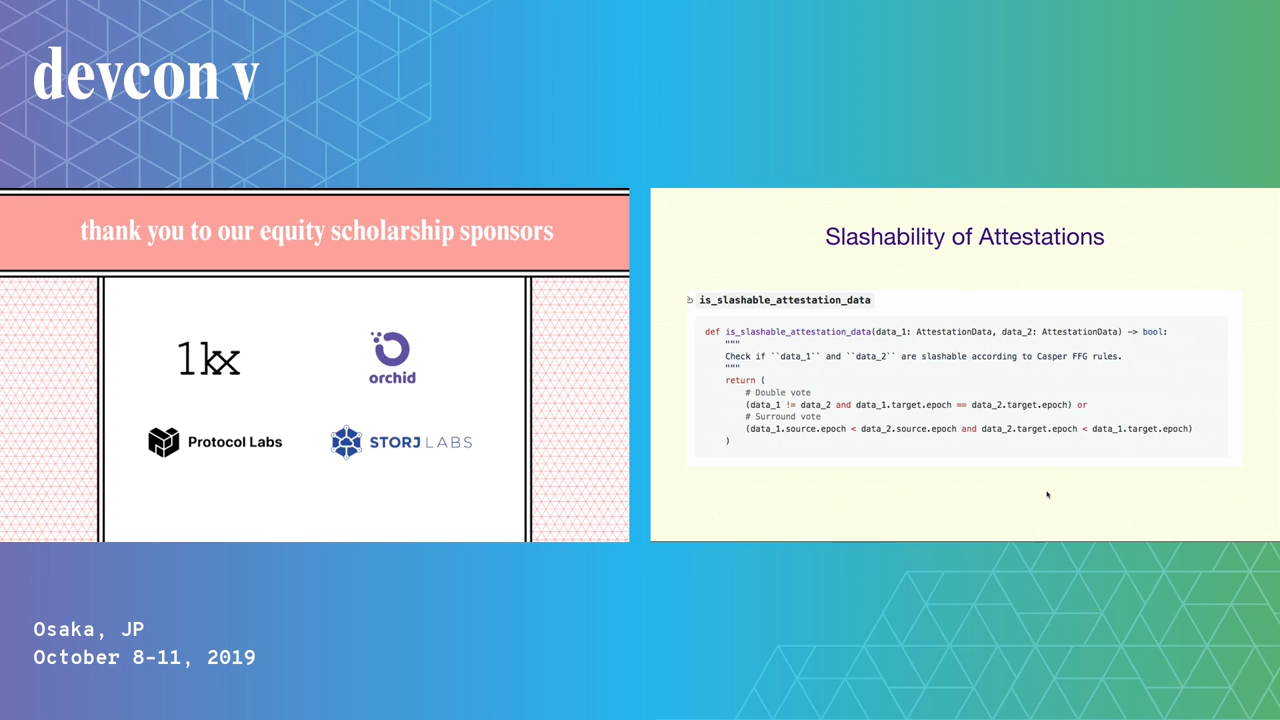 devcon v
thank you to our equity scholarship sponsors
1kx
orchid
Protocol Labs
STORJ LABS
Slashability of Attestations
is_slashable_attestation_data
def is_slashable_attestation_data(data_1: AttestationData, data_2: AttestationData) -> bool:
"""
Check if ``data_1`` and ``data_2`` are slashable according to Casper FFG rules.
"""
return (
# Double vote
(data_1 != data_2 and data_1.target.epoch == data_2.target.epoch) or
# Surround vote
(data_1.source.epoch < data_2.source.epoch and data_2.target.epoch < data_1.target.epoch)
)
Osaka, JP
October 8-11, 2019